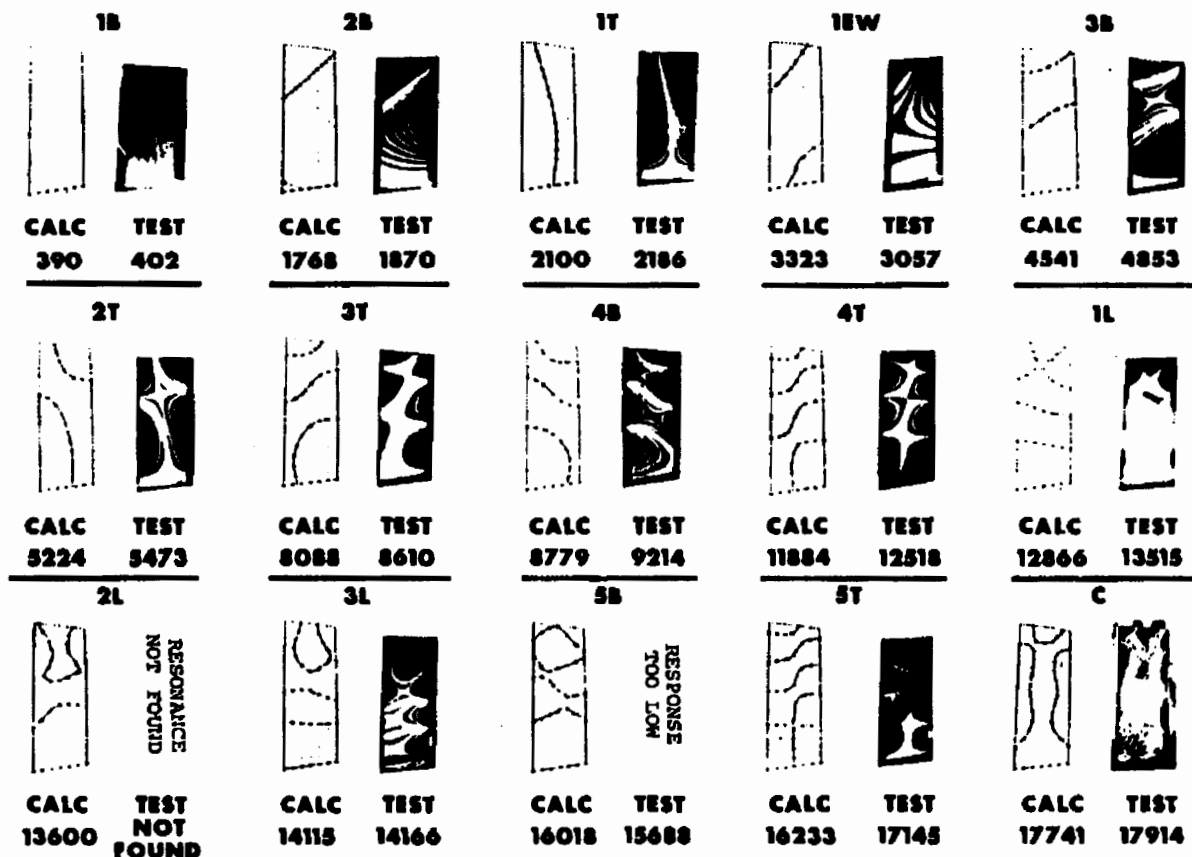 1B 2B 1T 1EW 3B
CALC TEST CALC TEST CALC TEST CALC TEST CALC TEST
390 402 1768 1870 2100 2186 3323 3057 4541 4853
2T 3T 4B 4T 1L
CALC TEST CALC TEST CALC TEST CALC TEST CALC TEST
5224 5473 8088 8610 8779 9214 11884 12518 12866 13515
2L 3L 5B 5T C
RESONANCE
NOT FOUND
RESPONSE
TOO LOW
CALC TEST CALC TEST CALC TEST CALC TEST CALC TEST
13600 NOT 14115 14166 16018 15688 16233 17145 17741 17914
FOUND